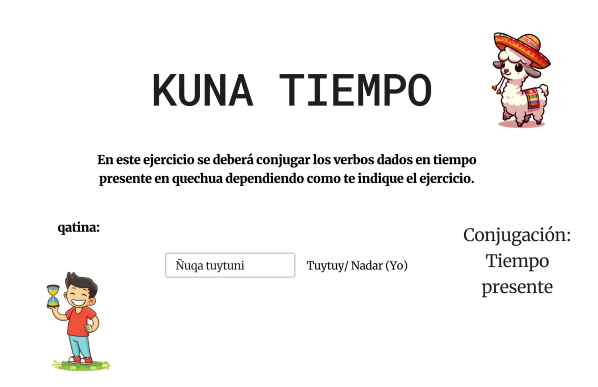 KUNA TIEMPO
En este ejercicio se deberá conjugar los verbos dados en tiempo
presente en quechua dependiendo como te indique el ejercicio.
qatina:
Ñuqa tuytuni
Tuytuy/ Nadar (Yo)
Conjugación:
Tiempo
presente